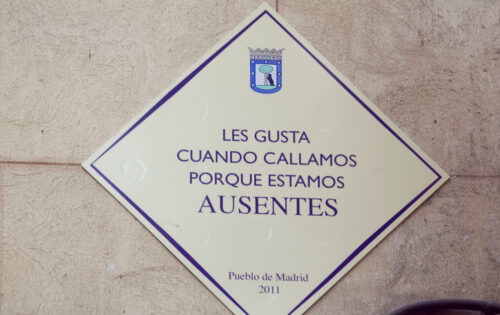 LES GUSTA
CUANDO CALLAMOS
PORQUE ESTAMOS
AUSENTES
Pueblo de Madrid
2011